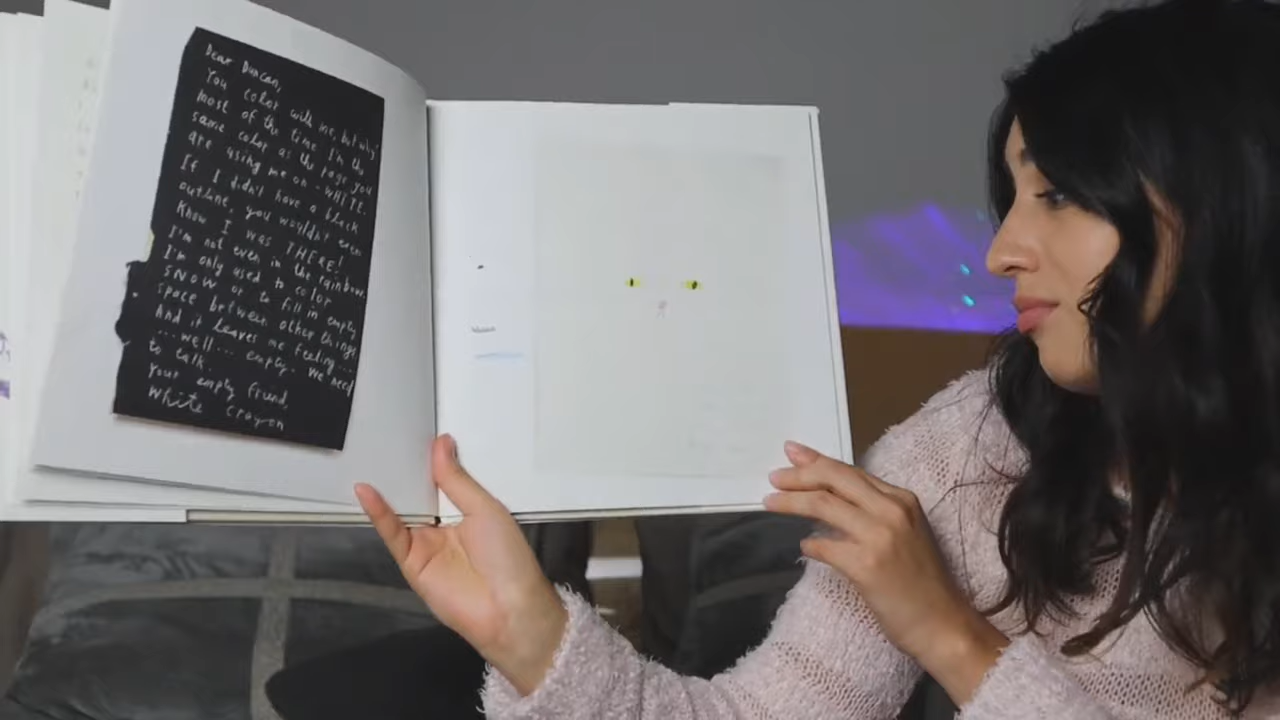 Dear Duncan,
You color with me, but why?
most of the time I'm the
same color as the page you
are using me on - WHITE.
If I didn't have a black
outline, you wouldn't even
know I was THERE!
I'm not even in the rainbow.
I'm only used to color
SNOW or to fill in empty
space between other things.
And it leaves me feeling...
...well... empty. We need
to talk.
Your empty friend,
White crayon